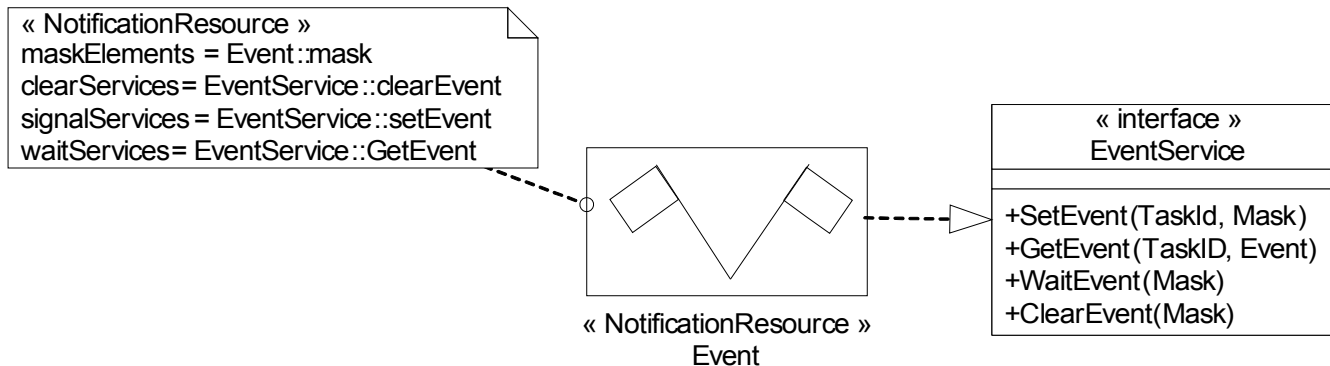 « NotificationResource »
maskElements = Event::mask
clearServices= EventService::clearEvent
signalServices = EventService::setEvent
waitServices= EventService::GetEvent
« NotificationResource »
Event
« interface »
EventService
+SetEvent(TaskId, Mask)
+GetEvent(TaskID, Event)
+WaitEvent(Mask)
+ClearEvent(Mask)